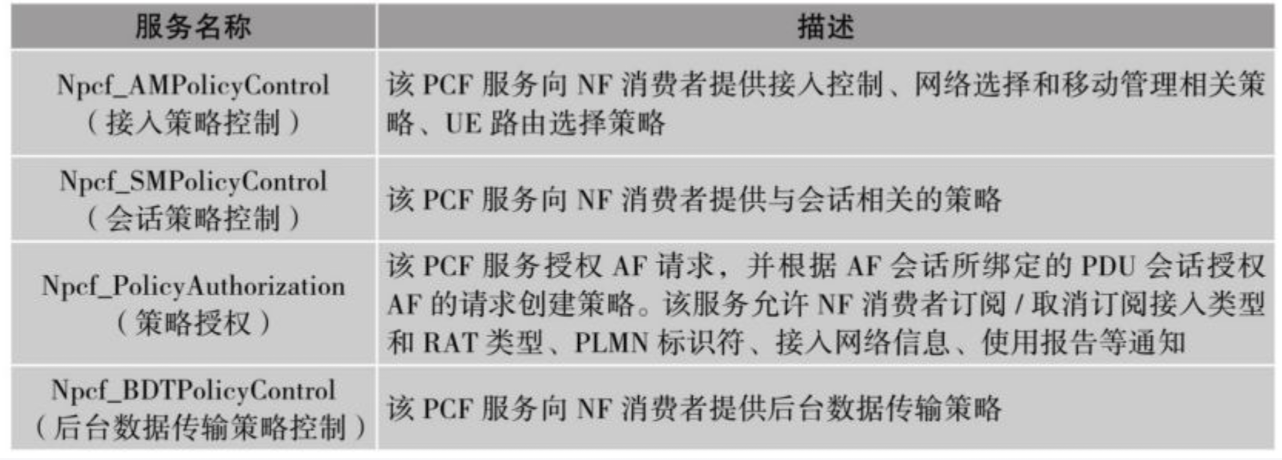 服务名称
描述
Npcf_AMPolicyControl
（接入策略控制）
该 PCF 服务向 NF 消费者提供接入控制、网络选择和移动管理相关策
略、UE 路由选择策略
Npcf_SMPolicyControl
（会话策略控制）
该 PCF 服务向 NF 消费者提供与会话相关的策略
Npcf_PolicyAuthorization
（策略授权）
该 PCF 服务授权 AF 请求，并根据 AF 会话所绑定的 PDU 会话授权
AF 的请求创建策略。该服务允许 NF 消费者订阅 / 取消订阅接入类型
和 RAT 类型、PLMN 标识符、接入网络信息、使用报告等通知
Npcf_BDTPolicyControl
（后台数据传输策略控制）
该 PCF 服务向 NF 消费者提供后台数据传输策略